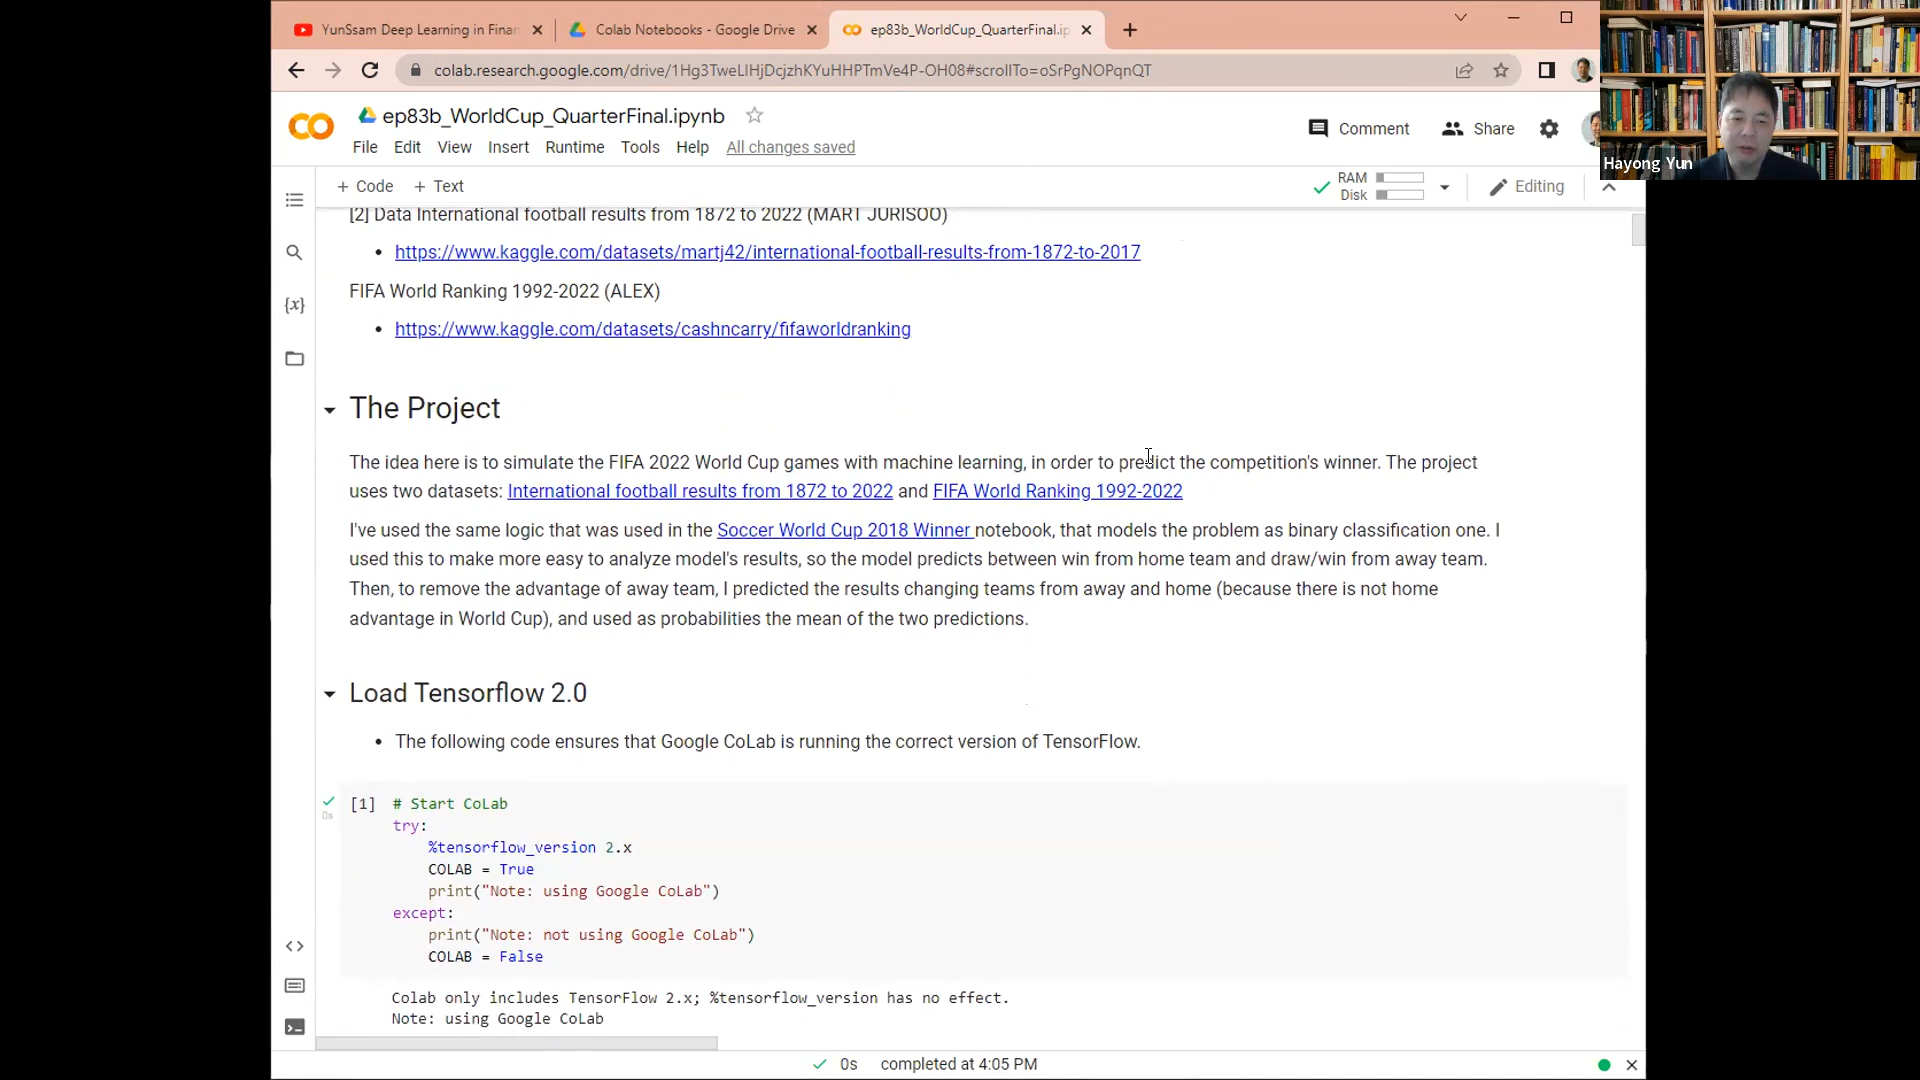 YunSsam Deep Learning in Finan
Colab Notebooks - Google Drive
ep83b_WorldCup_QuarterFinal.ip
colab.research.google.com/drive/1Hg3TweLIHjDcjzhKYuHHPTmVe4P-OH08#scrollTo=oSrPgNOPqnQT
ep83b_WorldCup_QuarterFinal.ipynb
Comment
Share
Hayong Yun
File Edit View Insert Runtime Tools Help All changes saved
+ Code + Text
RAM
Disk
Editing
[2] Data International football results from 1872 to 2022 (MART JURISOO)
• https://www.kaggle.com/datasets/martj42/international-football-results-from-1872-to-2017
FIFA World Ranking 1992-2022 (ALEX)
• https://www.kaggle.com/datasets/cashncarry/fifaworldranking
The Project
The idea here is to simulate the FIFA 2022 World Cup games with machine learning, in order to predict the competition's winner. The project
uses two datasets: International football results from 1872 to 2022 and FIFA World Ranking 1992-2022
I've used the same logic that was used in the Soccer World Cup 2018 Winner notebook, that models the problem as binary classification one. I
used this to make more easy to analyze model's results, so the model predicts between win from home team and draw/win from away team.
Then, to remove the advantage of away team, I predicted the results changing teams from away and home (because there is not home
advantage in World Cup), and used as probabilities the mean of the two predictions.
Load Tensorflow 2.0
• The following code ensures that Google CoLab is running the correct version of TensorFlow.
0s
[1] # Start CoLab
try:
%tensorflow_version 2.x
COLAB = True
print("Note: using Google CoLab")
except:
print("Note: not using Google CoLab")
COLAB = False
Colab only includes TensorFlow 2.x; %tensorflow_version has no effect.
Note: using Google CoLab
0s completed at 4:05 PM